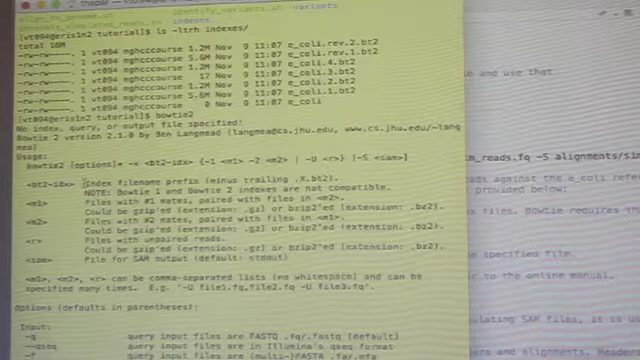 align_to_genome.sh identify_variants.sh variants
generate_simulated_reads.sh indexes
[vt094@eris1n2 tutorial]$ ls -ltrh indexes/
total 16M
-rw-rw----. 1 vt094 mghcccourse 1.2M Nov 9 11:07 e_coli.rev.2.bt2
-rw-rw----. 1 vt094 mghcccourse 5.6M Nov 9 11:07 e_coli.rev.1.bt2
-rw-rw----. 1 vt094 mghcccourse 1.2M Nov 9 11:07 e_coli.4.bt2
-rw-rw----. 1 vt094 mghcccourse 17 Nov 9 11:07 e_coli.3.bt2
-rw-rw----. 1 vt094 mghcccourse 1.2M Nov 9 11:07 e_coli.2.bt2
-rw-rw----. 1 vt094 mghcccourse 5.6M Nov 9 11:07 e_coli.1.bt2
-rw-rw----. 1 vt094 mghcccourse 0 Nov 9 11:07 e_coli
[vt094@eris1n2 tutorial]$ bowtie2
No index, query, or output file specified!
Bowtie 2 version 2.1.0 by Ben Langmead (langmea@cs.jhu.edu, www.cs.jhu.edu/~lang
mea)
Usage:
bowtie2 [options]* -x <bt2-idx> {-1 <m1> -2 <m2> | -U <r>} [-S <sam>]
<bt2-idx> Index filename prefix (minus trailing .X.bt2).
NOTE: Bowtie 1 and Bowtie 2 indexes are not compatible.
<m1> Files with #1 mates, paired with files in <m2>.
Could be gzip'ed (extension: .gz) or bzip2'ed (extension: .bz2).
<m2> Files with #2 mates, paired with files in <m1>.
Could be gzip'ed (extension: .gz) or bzip2'ed (extension: .bz2).
<r> Files with unpaired reads.
Could be gzip'ed (extension: .gz) or bzip2'ed (extension: .bz2).
<sam> File for SAM output (default: stdout)
<m1>, <m2>, <r> can be comma-separated lists (no whitespace) and can be
specified many times. E.g. '-U file1.fq,file2.fq -U file3.fq'.
Options (defaults in parentheses):
Input:
-q query input files are FASTQ .fq/.fastq (default)
--qseq query input files are in Illumina's qseq format
-f query input files are (multi-)FASTA .fa/.mfa
e and use that.
im_reads.fq -S alignments/sim
ads against the e_coli refer
provided below:
files. Bowtie requires th
specified file.
to the online manual.
ulating SAM files, it is us
ers and alignments. Headers